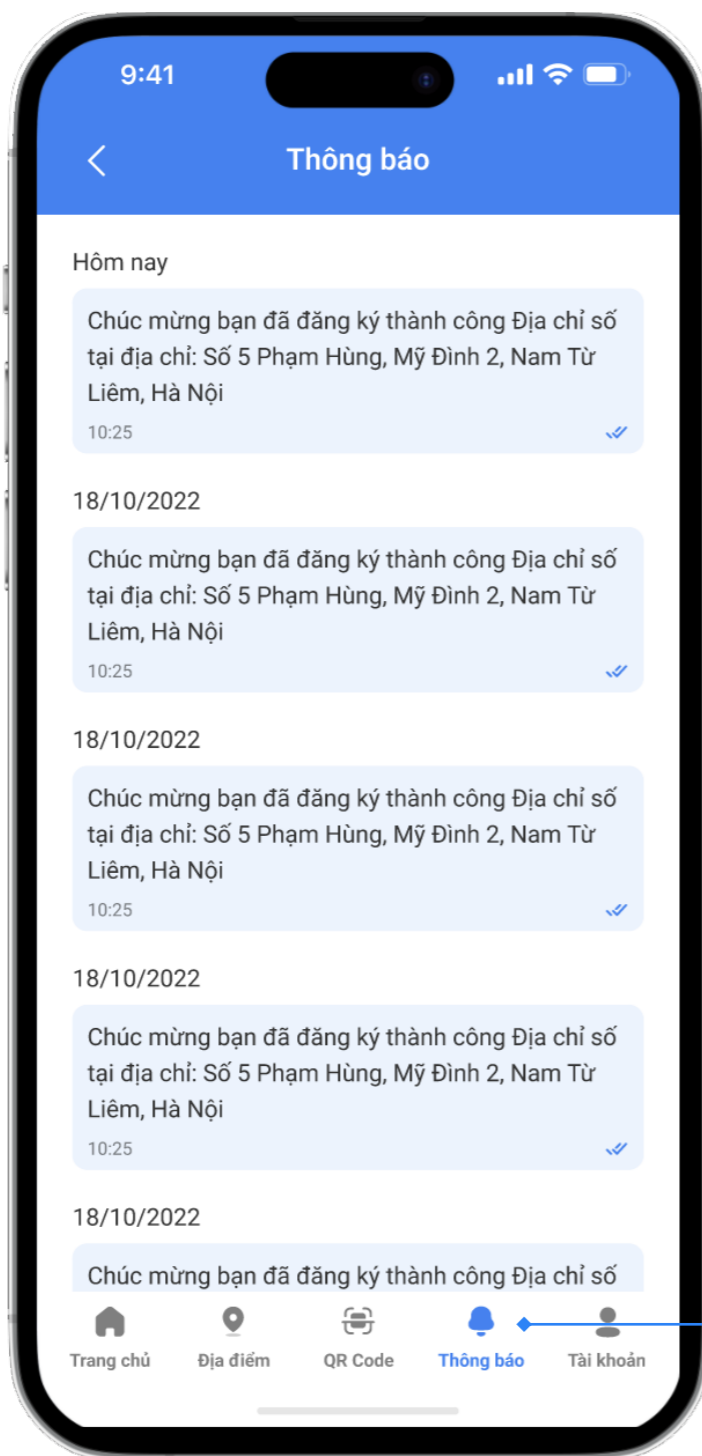 9:41
Thông báo
Hôm nay
Chúc mừng bạn đã đăng ký thành công Địa chỉ số
tại địa chỉ: Số 5 Phạm Hùng, Mỹ Đình 2, Nam Từ
Liêm, Hà Nội
10:25
18/10/2022
Chúc mừng bạn đã đăng ký thành công Địa chỉ số
tại địa chỉ: Số 5 Phạm Hùng, Mỹ Đình 2, Nam Từ
Liêm, Hà Nội
10:25
18/10/2022
Chúc mừng bạn đã đăng ký thành công Địa chỉ số
tại địa chỉ: Số 5 Phạm Hùng, Mỹ Đình 2, Nam Từ
Liêm, Hà Nội
10:25
18/10/2022
Chúc mừng bạn đã đăng ký thành công Địa chỉ số
tại địa chỉ: Số 5 Phạm Hùng, Mỹ Đình 2, Nam Từ
Liêm, Hà Nội
10:25
18/10/2022
Chúc mừng bạn đã đăng ký thành công Địa chỉ số
Trang chủ Địa điểm QR Code Thông báo Tài khoản